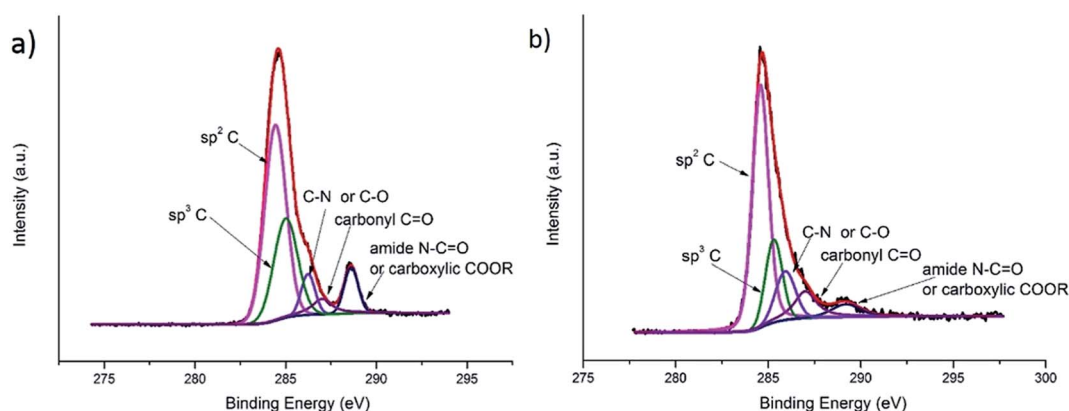 a)
Intensity (a.u.)
sp² C
sp³ C
C-N or C-O
carbonyl C=O
amide N-C=O
or carboxylic COOR
275 280 285 290 295
Binding Energy (eV)
b)
Intensity (a.u.)
sp² C
sp³ C
C-N or C-O
carbonyl C=O
amide N-C=O
or carboxylic COOR
275 280 285 290 295 300
Binding Energy (eV)